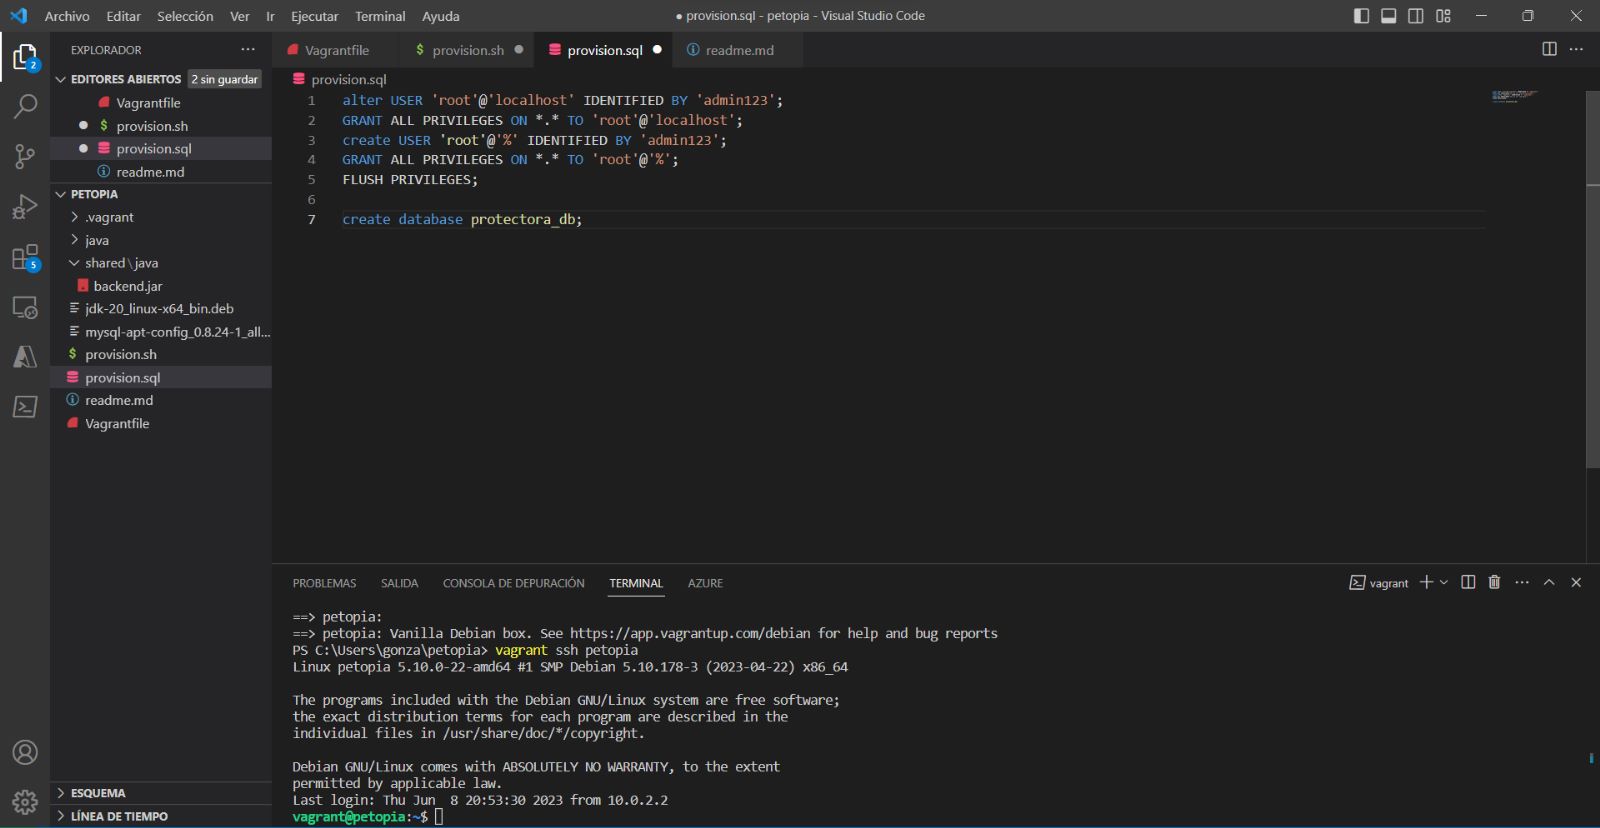 Archivo Editar Selección Ver Ir Ejecutar Terminal Ayuda
● provision.sql - petopia - Visual Studio Code
EXPLORADOR
EDITORES ABIERTOS 2 sin guardar
Vagrantfile
$ provision.sh
provision.sql
readme.md
PETOPIA
.vagrant
java
shared\java
backend.jar
jdk-20_linux-x64_bin.deb
mysql-apt-config_0.8.24-1_all...
$ provision.sh
provision.sql
readme.md
Vagrantfile
ESQUEMA
LÍNEA DE TIEMPO
2
5
Vagrantfile $ provision.sh provision.sql readme.md
provision.sql
1 alter USER 'root'@'localhost' IDENTIFIED BY 'admin123';
2 GRANT ALL PRIVILEGES ON *.* TO 'root'@'localhost';
3 create USER 'root'@'%' IDENTIFIED BY 'admin123';
4 GRANT ALL PRIVILEGES ON *.* TO 'root'@'%';
5 FLUSH PRIVILEGES;
6
7 create database protectora_db;
PROBLEMAS SALIDA CONSOLA DE DEPURACIÓN TERMINAL AZURE
vagrant
==> petopia:
==> petopia: Vanilla Debian box. See https://app.vagrantup.com/debian for help and bug reports
PS C:\Users\gonza\petopia> vagrant ssh petopia
Linux petopia 5.10.0-22-amd64 #1 SMP Debian 5.10.178-3 (2023-04-22) x86_64
The programs included with the Debian GNU/Linux system are free software;
the exact distribution terms for each program are described in the
individual files in /usr/share/doc/*/copyright.
Debian GNU/Linux comes with ABSOLUTELY NO WARRANTY, to the extent
permitted by applicable law.
Last login: Thu Jun  8 20:53:30 2023 from 10.0.2.2
vagrant@petopia:~$